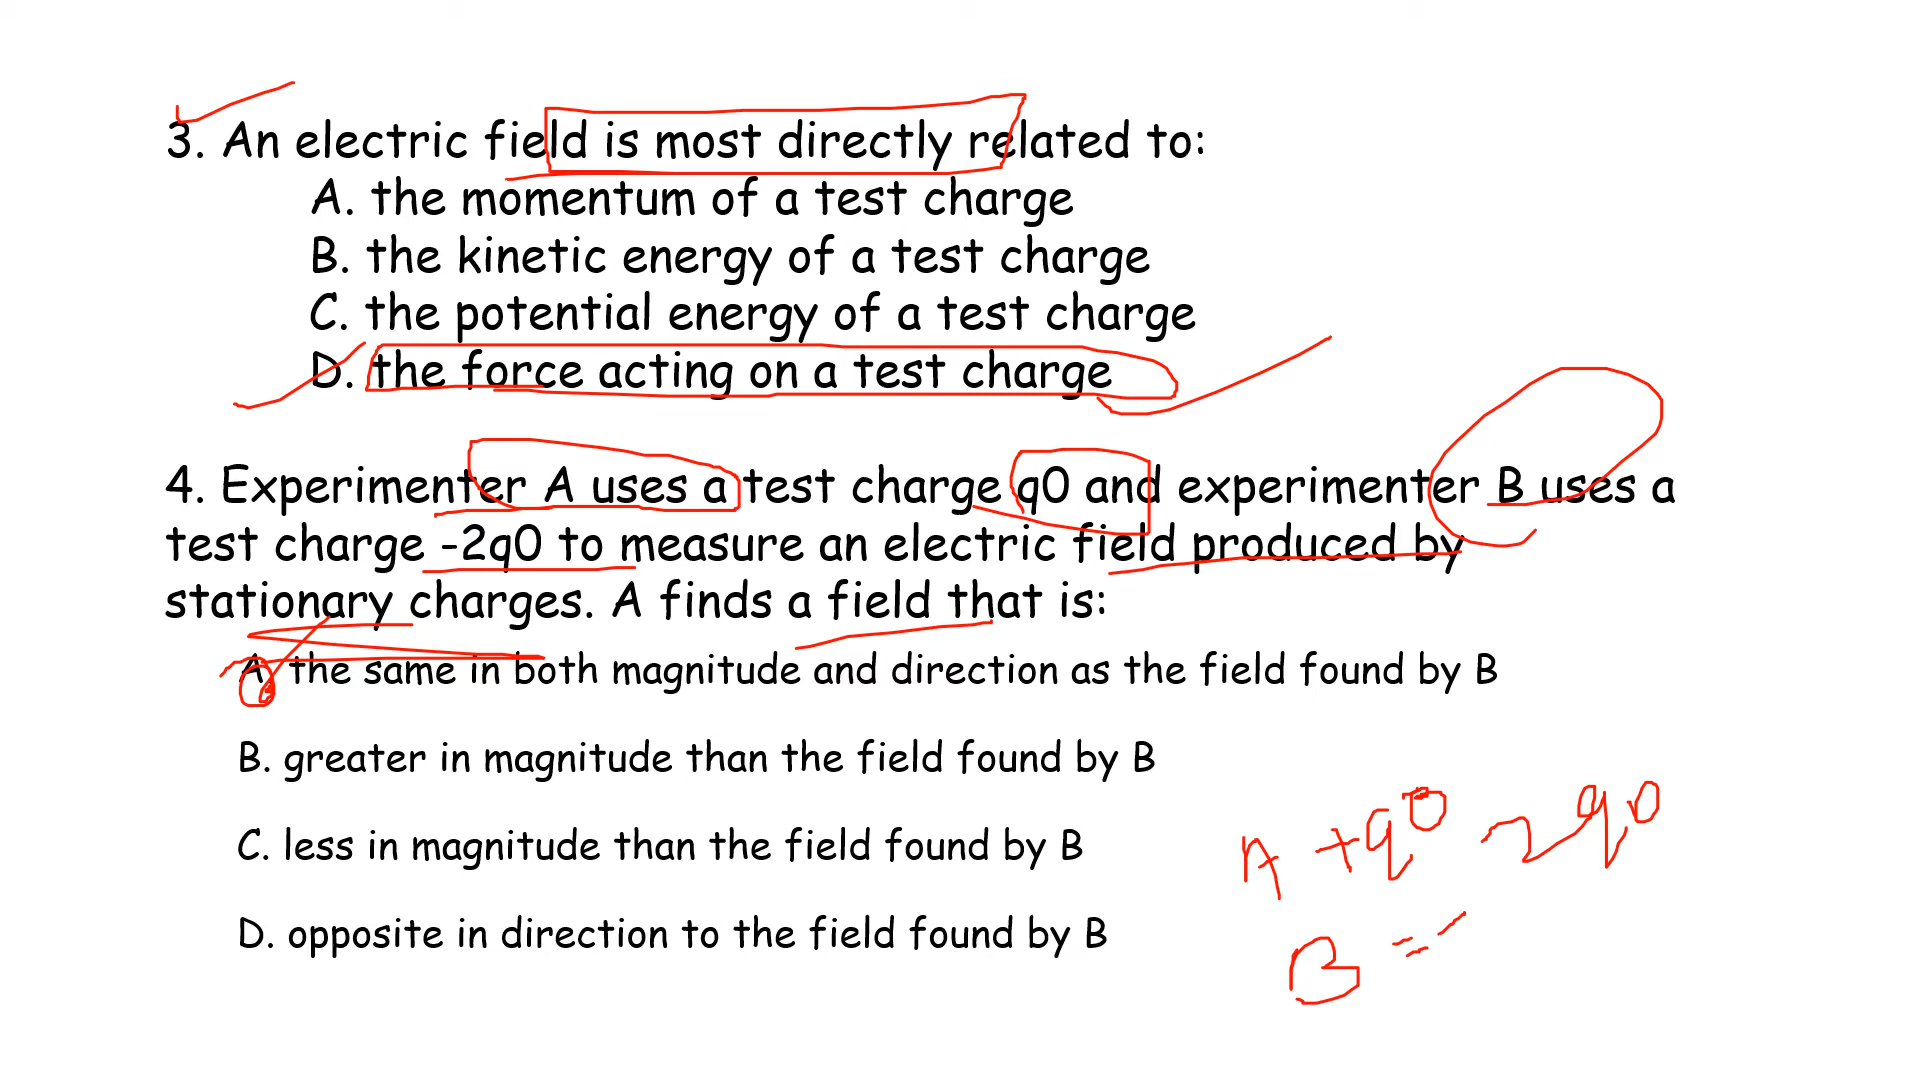 3. An electric field is most directly related to:
A. the momentum of a test charge
B. the kinetic energy of a test charge
C. the potential energy of a test charge
D. the force acting on a test charge
4. Experimenter A uses a test charge q0 and experimenter B uses a
test charge -2q0 to measure an electric field produced by
stationary charges. A finds a field that is:
A. the same in both magnitude and direction as the field found by B
B. greater in magnitude than the field found by B
C. less in magnitude than the field found by B
D. opposite in direction to the field found by B
A +q0 2q0
B = -